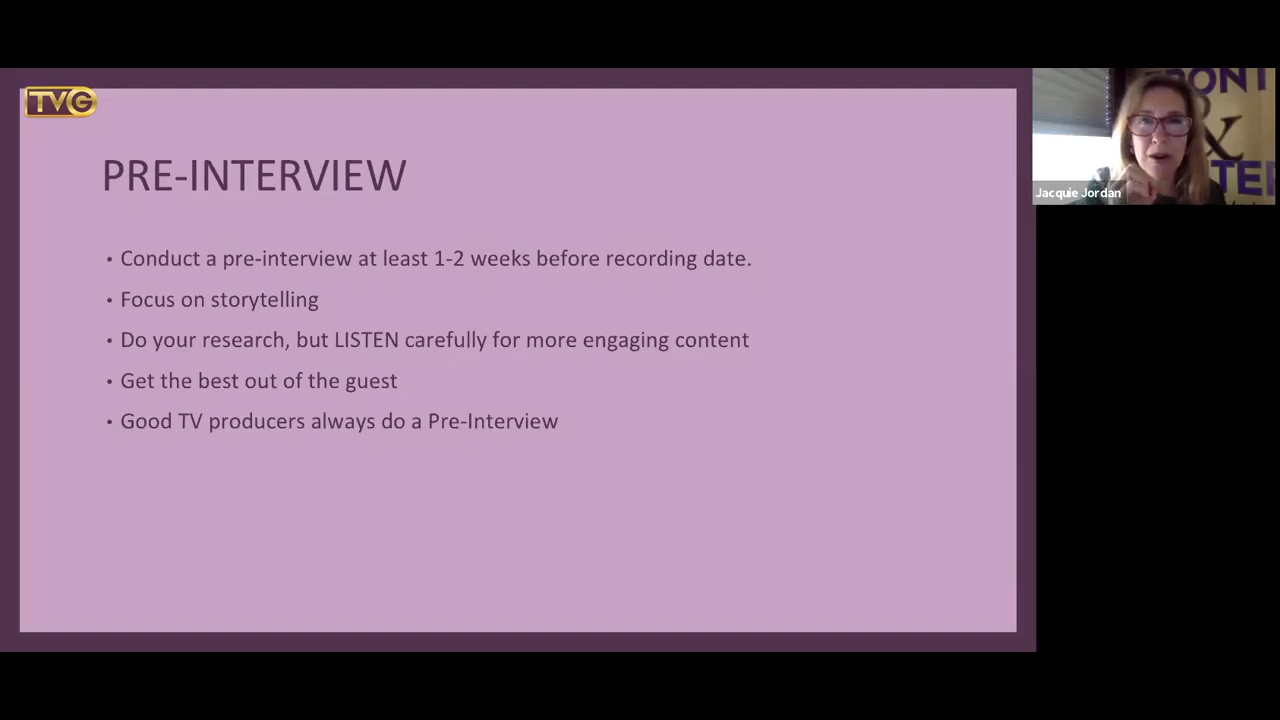 TVG
PRE-INTERVIEW
• Conduct a pre-interview at least 1-2 weeks before recording date.
• Focus on storytelling
• Do your research, but LISTEN carefully for more engaging content
• Get the best out of the guest
• Good TV producers always do a Pre-Interview
RONT
&
TE
Jacquie Jordan